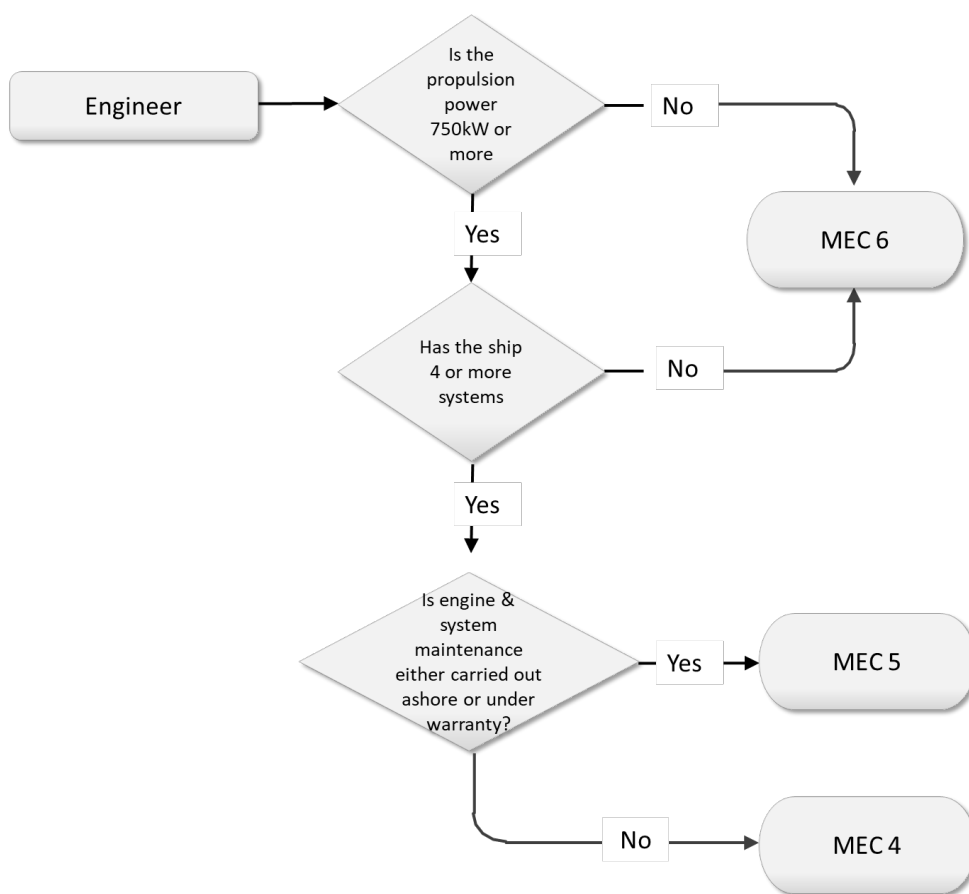 Is the
propulsion
power
750kW or
more
Engineer
No
Yes
MEC 6
Has the ship
4 or more
systems
No
Yes
Is engine &
system
maintenance
either carried out
ashore or under
warranty?
Yes
MEC 5
No
MEC 4